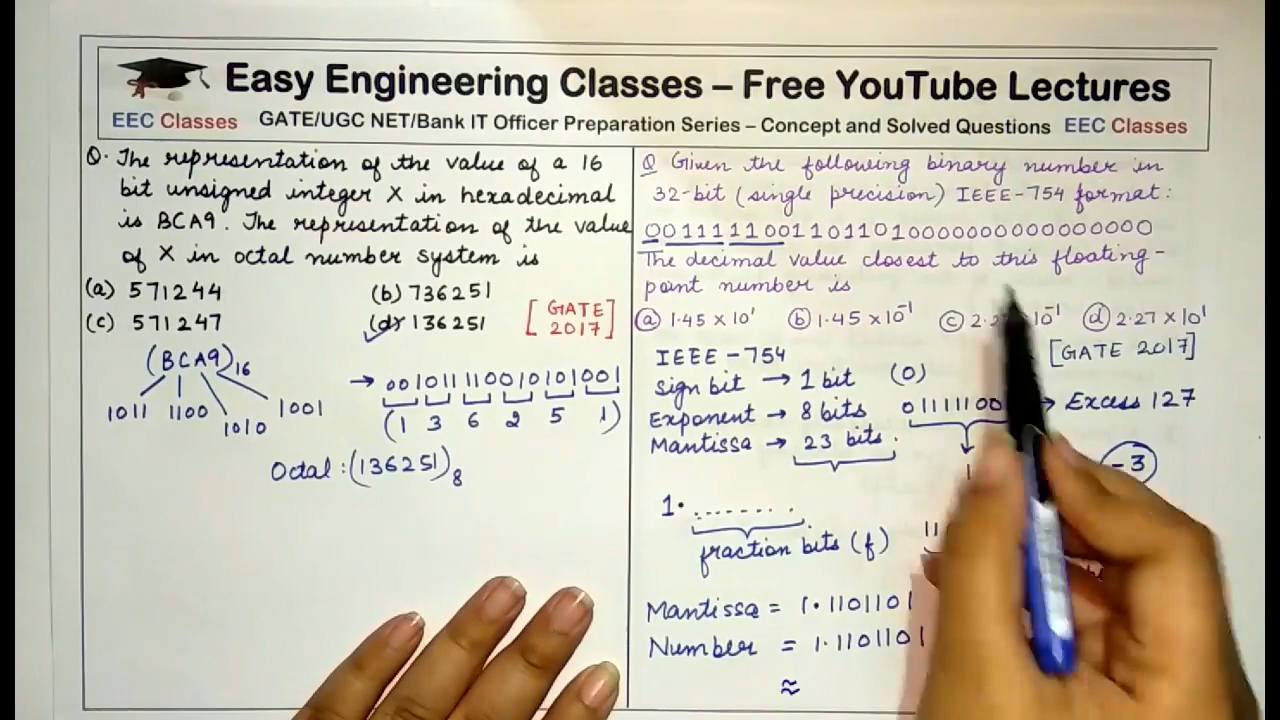 Easy Engineering Classes – Free YouTube Lectures
EEC Classes GATE/UGC NET/Bank IT Officer Preparation Series – Concept and Solved Questions EEC Classes
Q. The representation of the value of a 16
bit unsigned integer X in hexadecimal
is BCA9. The representation of the value
of X in octal number system is
(a) 571244 (b) 736251
(c) 571247 (d) 136251
[GATE 2017]
(BCA9)16
1011 1100 1010 1001
→ 001011110010101001
(1 3 6 2 5 1)
Octal : (136251)8
Q Given the following binary number in
32-bit (single precision) IEEE-754 format:
00111110011011010000000000000000
The decimal value closest to this floating-
point number is
(a) 1.45 × 10¹ (b) 1.45 × 10⁻¹ (c) 2.2 10⁻¹ (d) 2.27 × 10¹
[GATE 2017]
IEEE - 754
Sign bit → 1 bit (0)
Exponent → 8 bits 01111100 → Excess 127
Mantissa → 23 bits.
-3
1. .......
fraction bits (f)
11
Mantissa = 1.1101101
Number = 1.1101101
≈